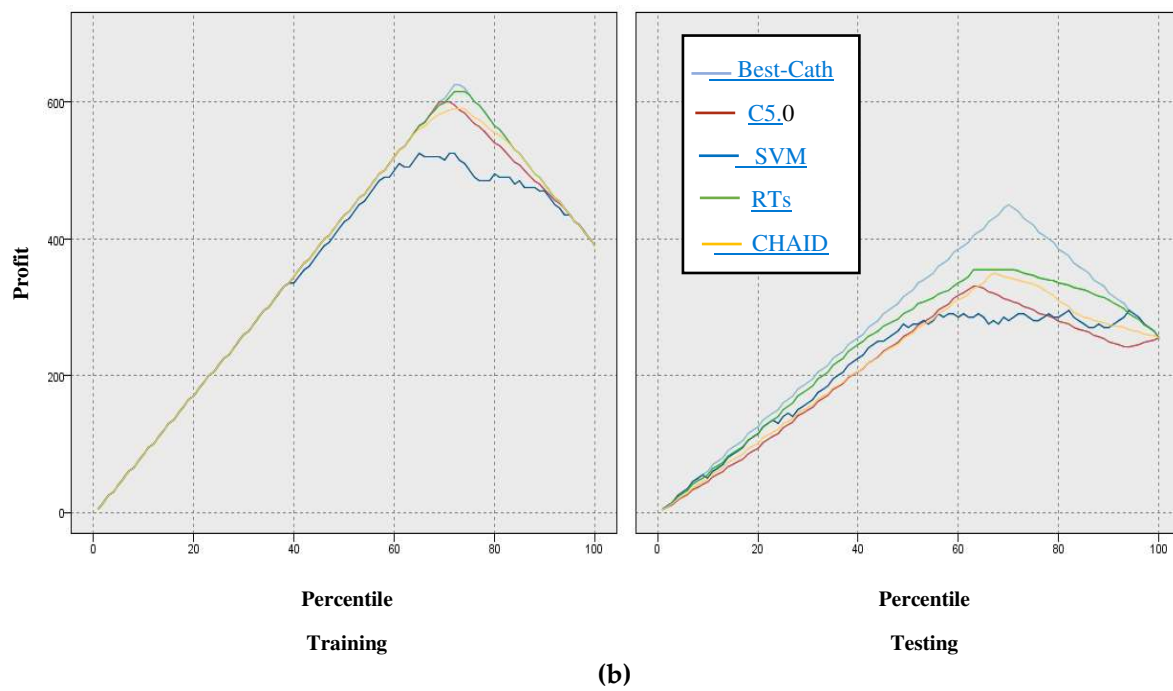 Profit
600
400
200
0
0 20 40 60 80 100
Percentile
Training
Best-Cath
C5.0
SVM
RTs
CHAID
0 20 40 60 80 100
Percentile
Testing
(b)